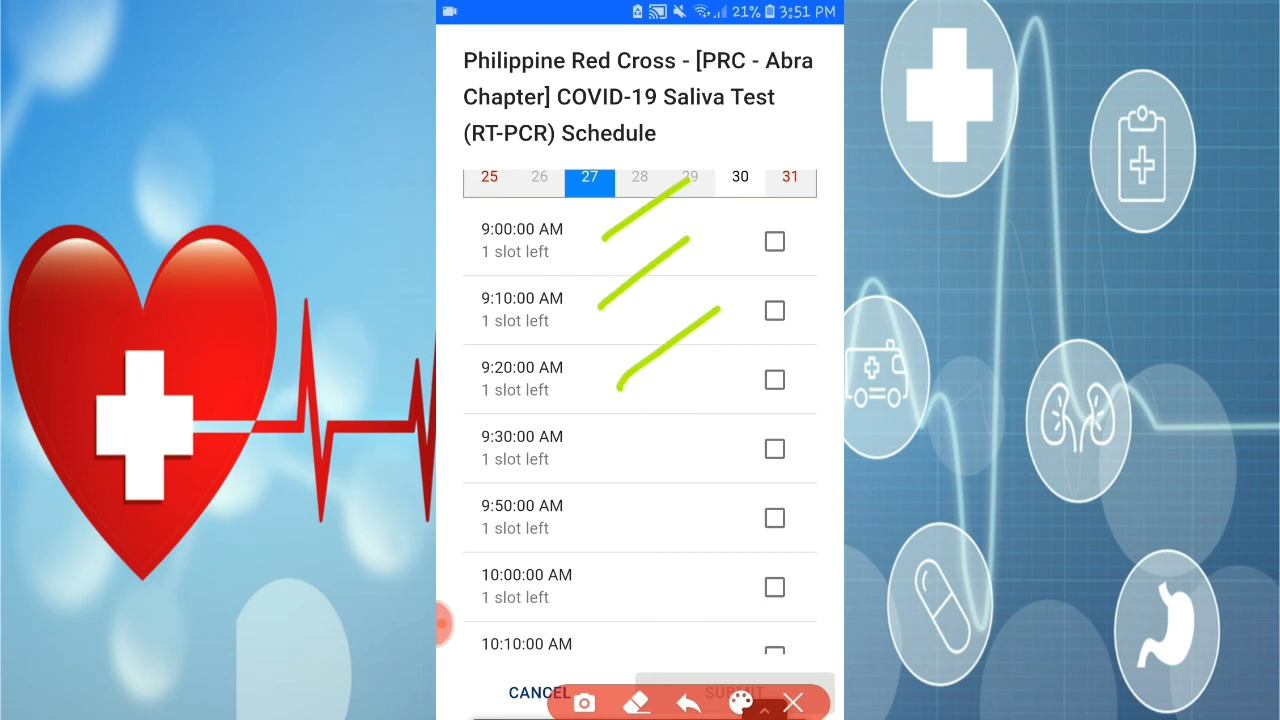 21% 3:51 PM
Philippine Red Cross - [PRC - Abra
Chapter] COVID-19 Saliva Test
(RT-PCR) Schedule
25 26 27 28 29 30 31
9:00:00 AM
1 slot left
9:10:00 AM
1 slot left
9:20:00 AM
1 slot left
9:30:00 AM
1 slot left
9:50:00 AM
1 slot left
10:00:00 AM
1 slot left
10:10:00 AM
CANCEL SUBMIT